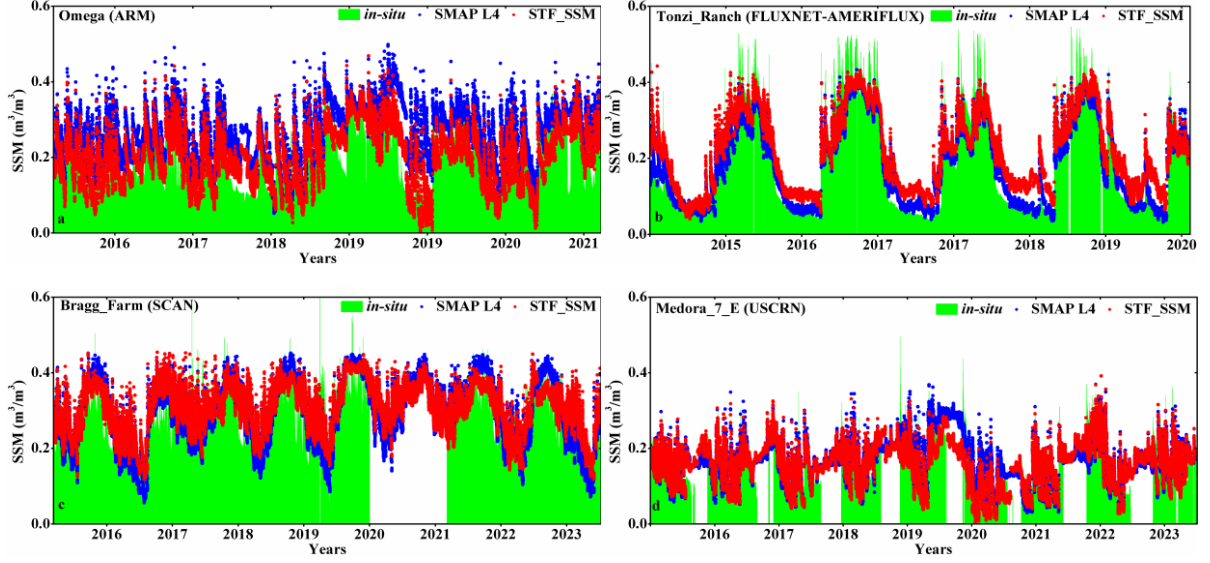 Omega (ARM) in-situ SMAP L4 STF_SSM
0.6
0.4
0.2
0.0
SSM (m³/m³)
a
2016 2017 2018 2019 2019 2020 2021
Years
Tonzi_Ranch (FLUXNET-AMERIFLUX) in-situ SMAP L4 STF_SSM
0.6
0.4
0.2
0.0
SSM (m³/m³)
b
2015 2016 2017 2017 2018 2019 2020
Years
Bragg_Farm (SCAN) in-situ SMAP L4 STF_SSM
0.6
0.4
0.2
0.0
SSM (m³/m³)
c
2016 2017 2018 2019 2020 2021 2022 2023
Years
Medora_7_E (USCRN) in-situ SMAP L4 STF_SSM
0.6
0.4
0.2
0.0
SSM (m³/m³)
d
2016 2017 2018 2019 2020 2021 2022 2023
Years